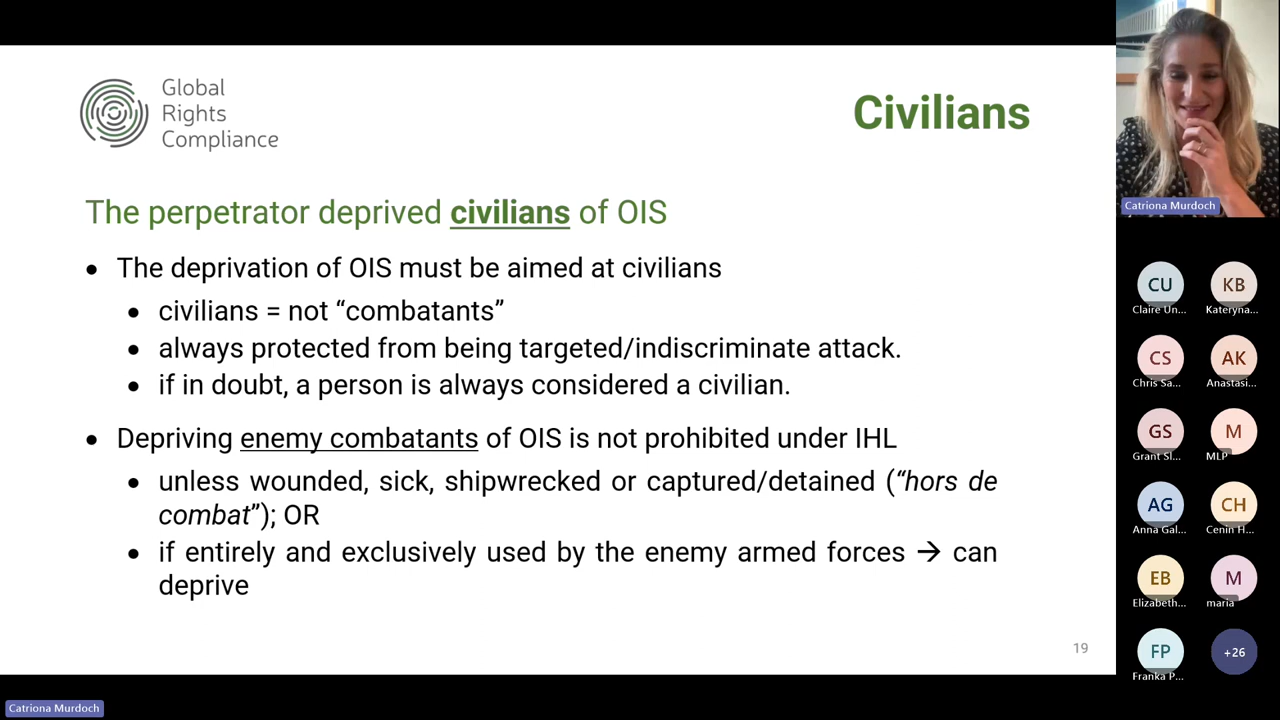 Global
Rights
Compliance
Civilians
The perpetrator deprived civilians of OIS
• The deprivation of OIS must be aimed at civilians
• civilians = not “combatants”
• always protected from being targeted/indiscriminate attack.
• if in doubt, a person is always considered a civilian.
• Depriving enemy combatants of OIS is not prohibited under IHL
• unless wounded, sick, shipwrecked or captured/detained (“hors de
combat”); OR
• if entirely and exclusively used by the enemy armed forces → can
deprive
19
Catriona Murdoch
CU
KB
Claire Un...
Kateryna...
CS
AK
Chris Sa...
Anastasi...
GS
M
Grant Sl...
MLP
AG
CH
Anna Gal...
Cenin H...
EB
M
Elizabeth...
maria
FP
+26
Franka P...
Catriona Murdoch